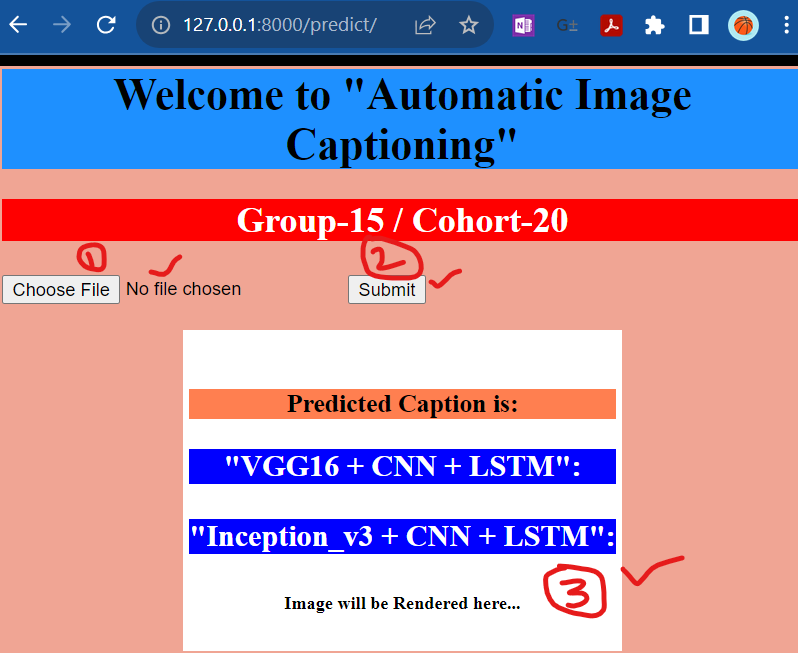 127.0.0.1:8000/predict/
N
G±
Welcome to "Automatic Image
Captioning"
Group-15 / Cohort-20
1
2
Choose File No file chosen Submit
Predicted Caption is:
"VGG16 + CNN + LSTM":
"Inception_v3 + CNN + LSTM":
3
Image will be Rendered here...